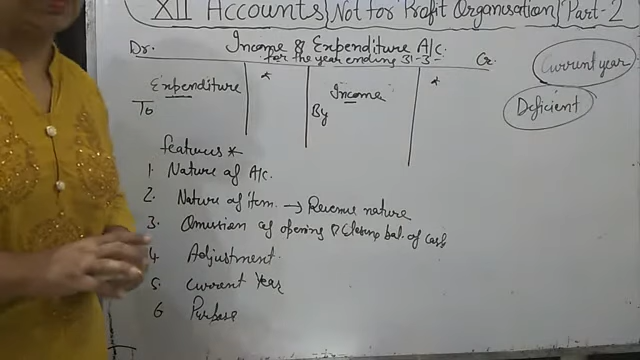 XII Accounts | Not for Profit Organisation | Part-2
Income & Expenditure A/c.
for the year ending 31-3-
Dr. Cr.
Expenditure * Income *
To By
Current year
Deficient
features *
1. Nature of A/c.
2. Nature of item → Revenue nature
3. Omission of opening & closing bal. of cash
4 Adjustment.
5. Current Year
6 Purpose